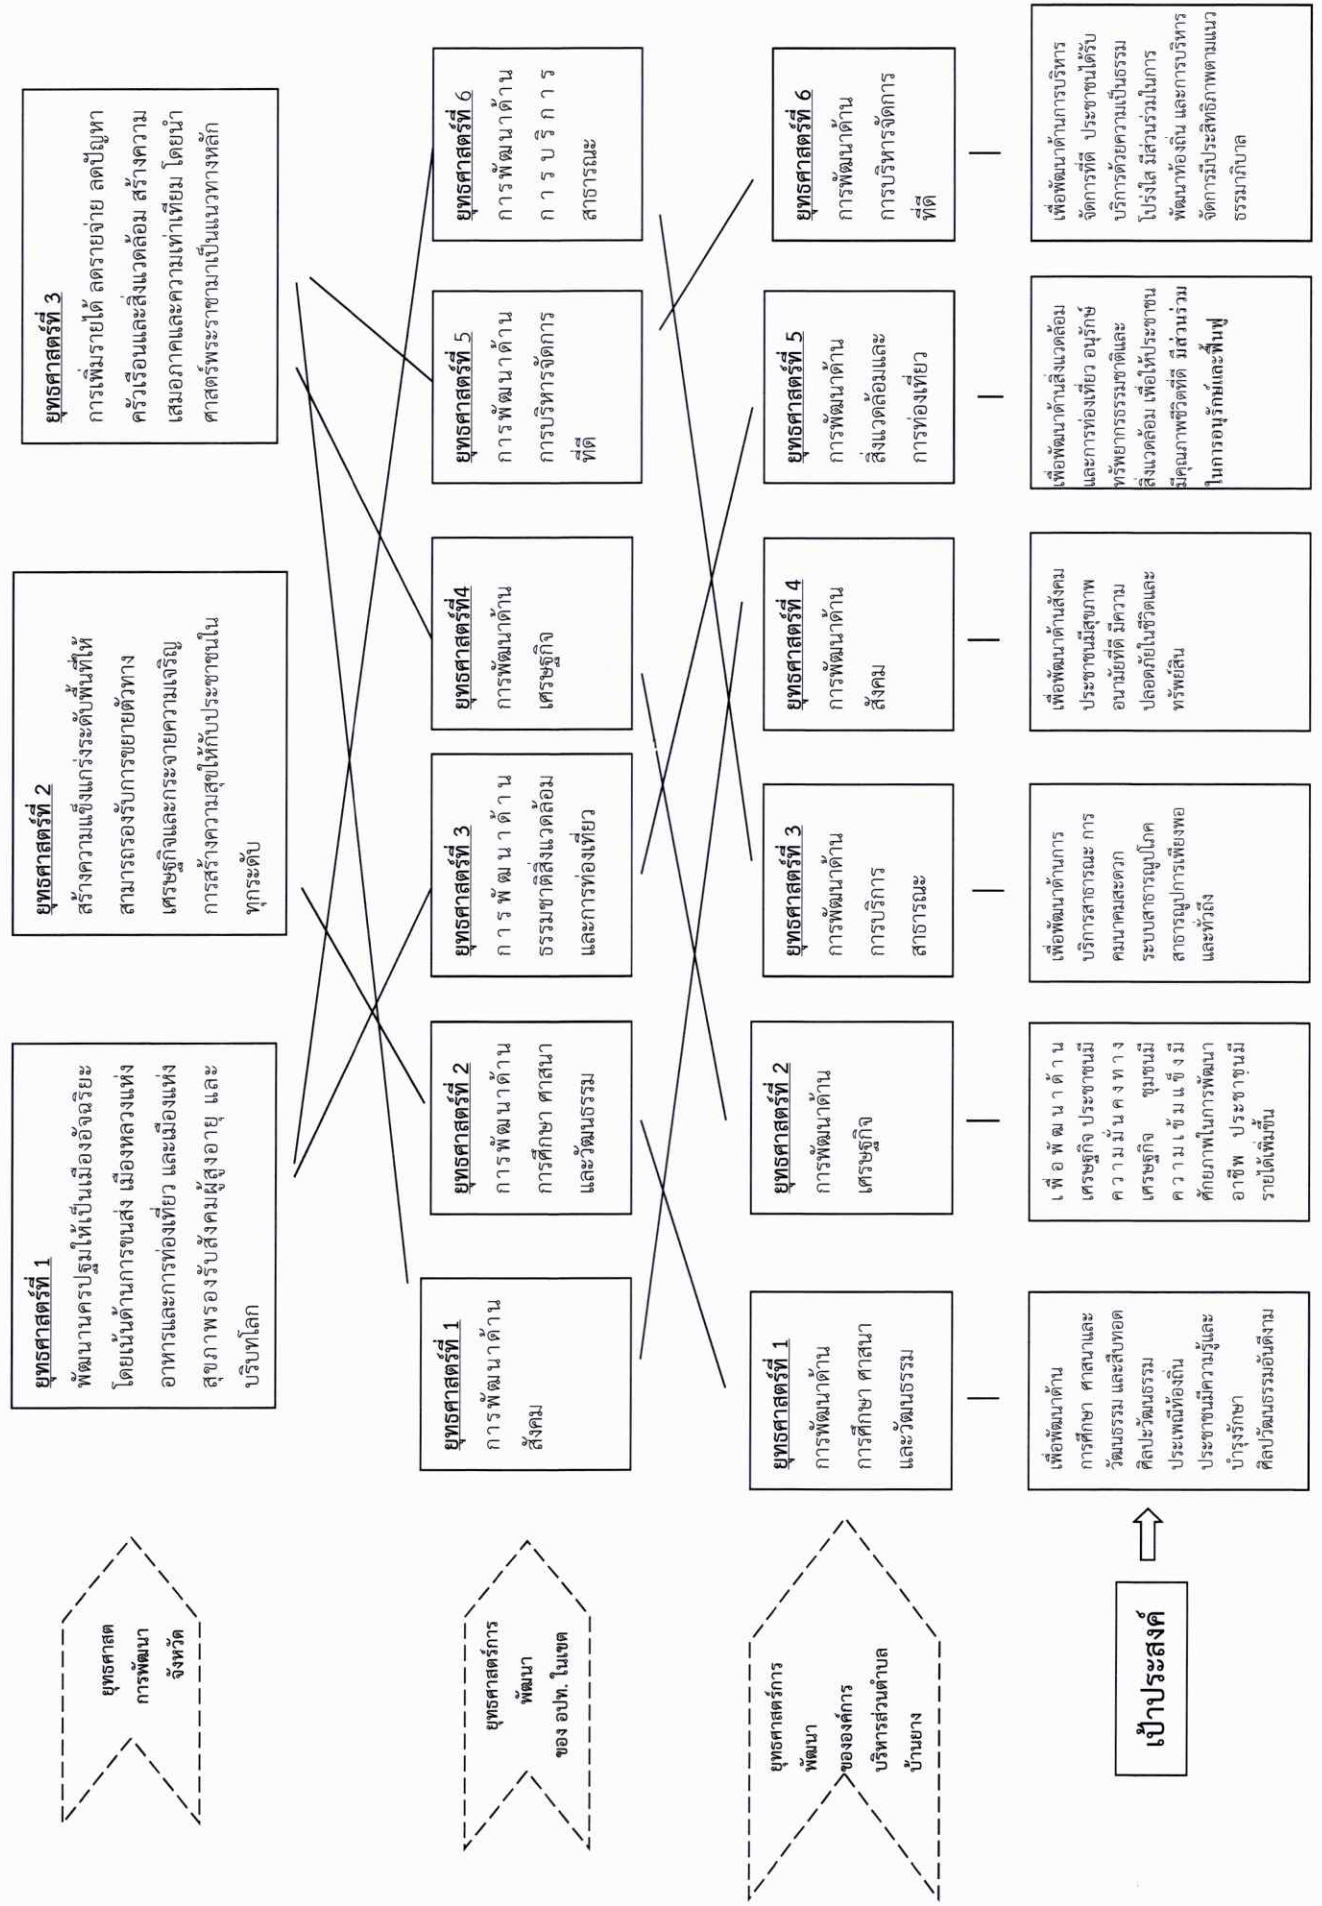 ยุทธศาสต
การพัฒนา
จังหวัด
ยุทธศาสตร์ที่ 1
พัฒนานครปฐมให้เป็นเมืองอัจฉริยะ
โดยเน้นด้านการขนส่ง เมืองหลวงแห่ง
อาหารและการท่องเที่ยว และเมืองแห่ง
สุขภาพรองรับสังคมผู้สูงอายุ และ
บริบทโลก
ยุทธศาสตร์ที่ 2
สร้างความแข็งแกร่งระดับพื้นที่ให้
สามารถรองรับการขยายตัวทาง
เศรษฐกิจและกระจายความเจริญ
การสร้างความสุขให้กับประชาชนใน
ทุกระดับ
ยุทธศาสตร์ที่ 3
การเพิ่มรายได้ ลดรายจ่าย ลดปัญหา
ครัวเรือนและสิ่งแวดล้อม สร้างความ
เสมอภาคและความเท่าเทียม โดยนำ
ศาสตร์พระราชามาเป็นแนวทางหลัก
ยุทธศาสตร์การ
พัฒนา
ของ อปท. ในเขต
ยุทธศาสตร์ที่ 1
การพัฒนาด้าน
สังคม
ยุทธศาสตร์ที่ 2
การพัฒนาด้าน
การศึกษา ศาสนา
และวัฒนธรรม
ยุทธศาสตร์ที่ 3
การพัฒนาด้าน
ธรรมชาติสิ่งแวดล้อม
และการท่องเที่ยว
ยุทธศาสตร์ที่4
การพัฒนาด้าน
เศรษฐกิจ
ยุทธศาสตร์ที่ 5
การพัฒนาด้าน
การบริหารจัดการ
ที่ดี
ยุทธศาสตร์ที่ 6
การพัฒนาด้าน
การบริการ
สาธารณะ
ยุทธศาสตร์การ
พัฒนา
ขององค์การ
บริหารส่วนตำบล
บ้านยาง
ยุทธศาสตร์ที่ 1
การพัฒนาด้าน
การศึกษา ศาสนา
และวัฒนธรรม
ยุทธศาสตร์ที่ 2
การพัฒนาด้าน
เศรษฐกิจ
ยุทธศาสตร์ที่ 3
การพัฒนาด้าน
การบริการ
สาธารณะ
ยุทธศาสตร์ที่ 4
การพัฒนาด้าน
สังคม
ยุทธศาสตร์ที่ 5
การพัฒนาด้าน
สิ่งแวดล้อมและ
การท่องเที่ยว
ยุทธศาสตร์ที่ 6
การพัฒนาด้าน
การบริหารจัดการ
ที่ดี
เป้าประสงค์
เพื่อพัฒนาด้าน
การศึกษา ศาสนาและ
วัฒนธรรม และสืบทอด
ศิลปะวัฒนธรรม
ประเพณีท้องถิ่น
ประชาชนมีความรู้และ
บำรุงรักษา
ศิลปวัฒนธรรมอันดีงาม
เพื่อพัฒนาด้าน
เศรษฐกิจ ประชาชนมี
ความมั่นคงทาง
เศรษฐกิจ ชุมชนมี
ความเข้มแข็งมี
ศักยภาพในการพัฒนา
อาชีพ ประชาชนมี
รายได้เพิ่มขึ้น
เพื่อพัฒนาด้านการ
บริการสาธารณะ การ
คมนาคมสะดวก
ระบบสาธารณูปโภค
สาธารณูปการเพียงพอ
และทั่วถึง
เพื่อพัฒนาด้านสังคม
ประชาชนมีสุขภาพ
อนามัยที่ดี มีความ
ปลอดภัยในชีวิตและ
ทรัพย์สิน
เพื่อพัฒนาด้านสิ่งแวดล้อม
และการท่องเที่ยว อนุรักษ์
ทรัพยากรธรรมชาติและ
สิ่งแวดล้อม เพื่อให้ประชาชน
มีคุณภาพชีวิตที่ดี มีส่วนร่วม
ในการอนุรักษ์และฟื้นฟู
เพื่อพัฒนาด้านการบริหาร
จัดการที่ดี ประชาชนได้รับ
บริการด้วยความเป็นธรรม
โปร่งใส มีส่วนร่วมในการ
พัฒนาท้องถิ่น และการบริหาร
จัดการมีประสิทธิภาพตามแนว
ธรรมาภิบาล